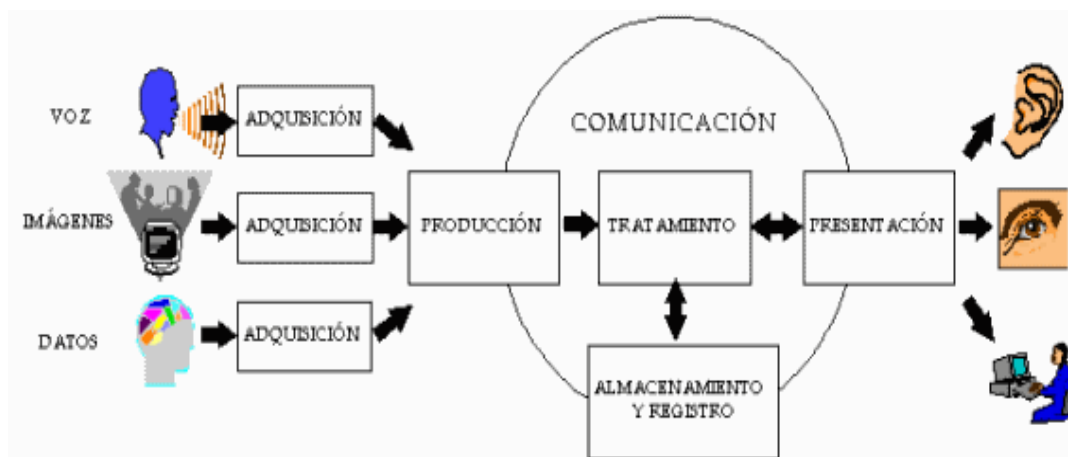 VOZ
ADQUISICIÓN
COMUNICACIÓN
IMÁGENES
ADQUISICIÓN
PRODUCCIÓN
TRATAMIENTO
PRESENTACIÓN
DATOS
ADQUISICIÓN
ALMACENAMIENTO
Y REGISTRO